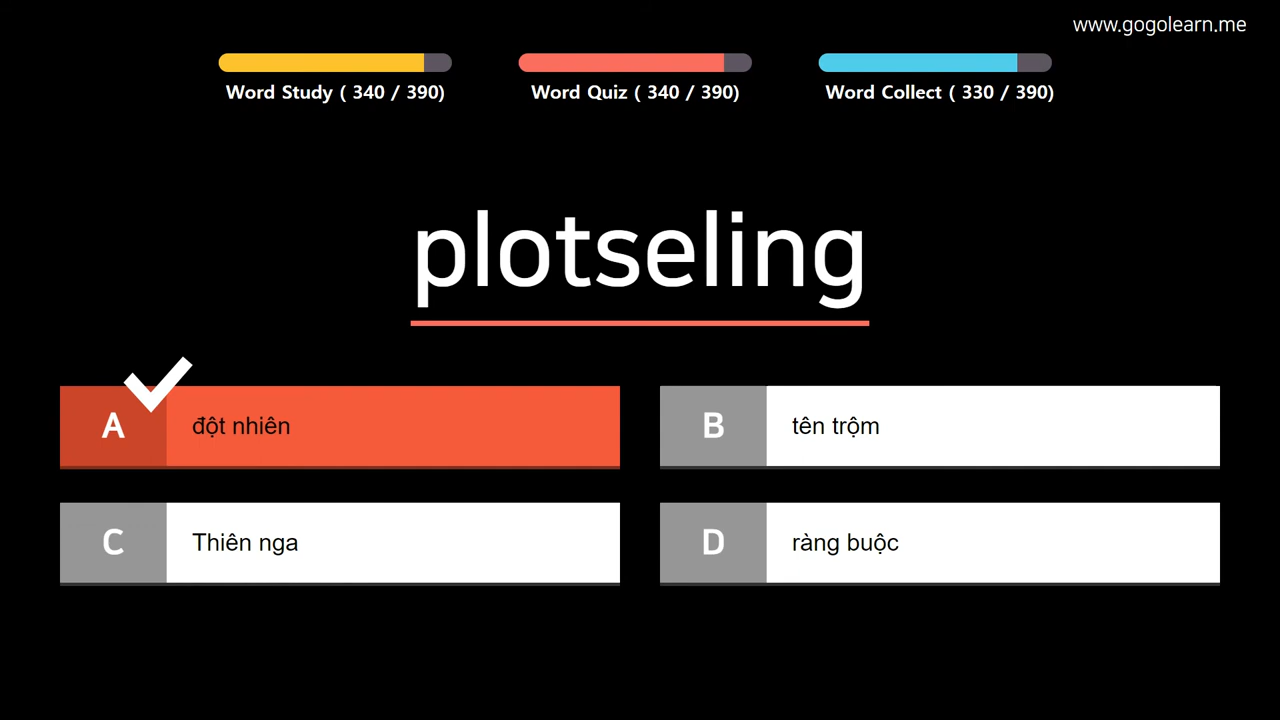 www.gogolearn.me
Word Study ( 340 / 390)
Word Quiz ( 340 / 390)
Word Collect ( 330 / 390)
plotseling
A đột nhiên
B tên trộm
C Thiên nga
D ràng buộc